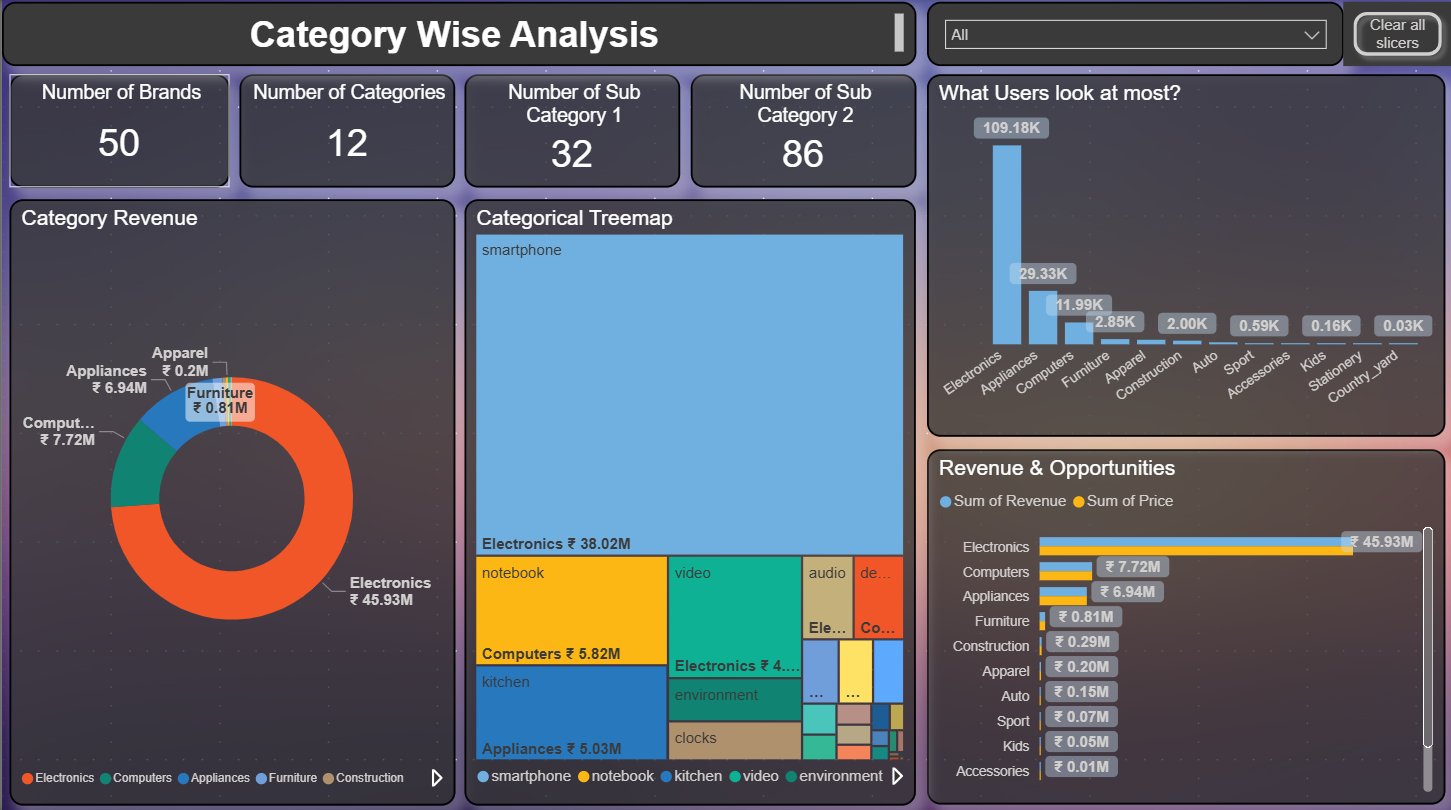 Category Wise Analysis
All
Clear all
slicers
Number of Brands
50
Number of Categories
12
Number of Sub
Category 1
32
Number of Sub
Category 2
86
What Users look at most?
109.18K
29.33K
11.99K
2.85K
2.00K
0.59K
0.16K
0.03K
Electronics
Appliances
Computers
Furniture
Apparel
Construction
Auto
Sport
Accessories
Kids
Stationery
Country_yard
Category Revenue
Apparel
₹ 0.2M
Appliances
₹ 6.94M
Furniture
₹ 0.81M
Comput...
₹ 7.72M
Electronics
₹ 45.93M
Electronics
Computers
Appliances
Furniture
Construction
Categorical Treemap
smartphone
Electronics ₹ 38.02M
notebook
Computers ₹ 5.82M
kitchen
Appliances ₹ 5.03M
video
Electronics ₹ 4....
environment
clocks
audio
Ele...
de...
Co...
...
...
smartphone
notebook
kitchen
video
environment
Revenue & Opportunities
Sum of Revenue
Sum of Price
Electronics ₹ 45.93M
Computers ₹ 7.72M
Appliances ₹ 6.94M
Furniture ₹ 0.81M
Construction ₹ 0.29M
Apparel ₹ 0.20M
Auto ₹ 0.15M
Sport ₹ 0.07M
Kids ₹ 0.05M
Accessories ₹ 0.01M